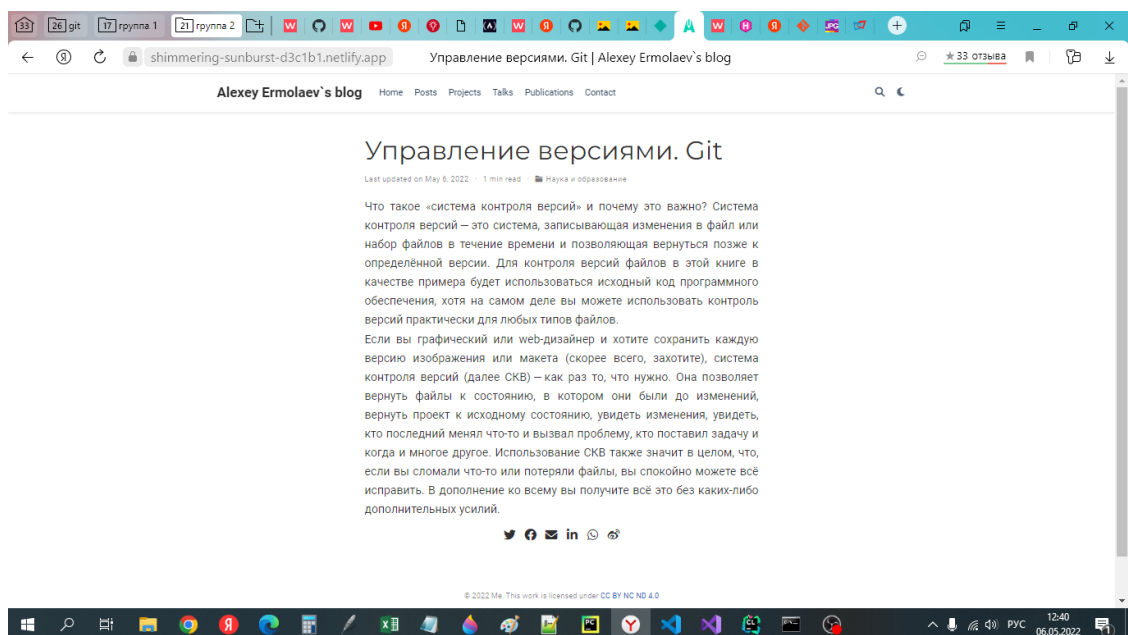 33 26 git 17 группа 1 21 группа 2
shimmering-sunburst-d3c1b1.netlify.app Управление версиями. Git | Alexey Ermolaev`s blog ★ 33 отзыва
Alexey Ermolaev`s blog Home Posts Projects Talks Publications Contact
Управление версиями. Git
Last updated on May 6, 2022 · 1 min read · Наука и образование
Что такое «система контроля версий» и почему это важно? Система
контроля версий — это система, записывающая изменения в файл или
набор файлов в течение времени и позволяющая вернуться позже к
определённой версии. Для контроля версий файлов в этой книге в
качестве примера будет использоваться исходный код программного
обеспечения, хотя на самом деле вы можете использовать контроль
версий практически для любых типов файлов.
Если вы графический или web-дизайнер и хотите сохранить каждую
версию изображения или макета (скорее всего, захотите), система
контроля версий (далее СКВ) — как раз то, что нужно. Она позволяет
вернуть файлы к состоянию, в котором они были до изменений,
вернуть проект к исходному состоянию, увидеть изменения, увидеть,
кто последний менял что-то и вызвал проблему, кто поставил задачу и
когда и многое другое. Использование СКВ также значит в целом, что,
если вы сломали что-то или потеряли файлы, вы спокойно можете всё
исправить. В дополнение ко всему вы получите всё это без каких-либо
дополнительных усилий.
© 2022 Me. This work is licensed under CC BY NC ND 4.0
РУС 12:40
06.05.2022